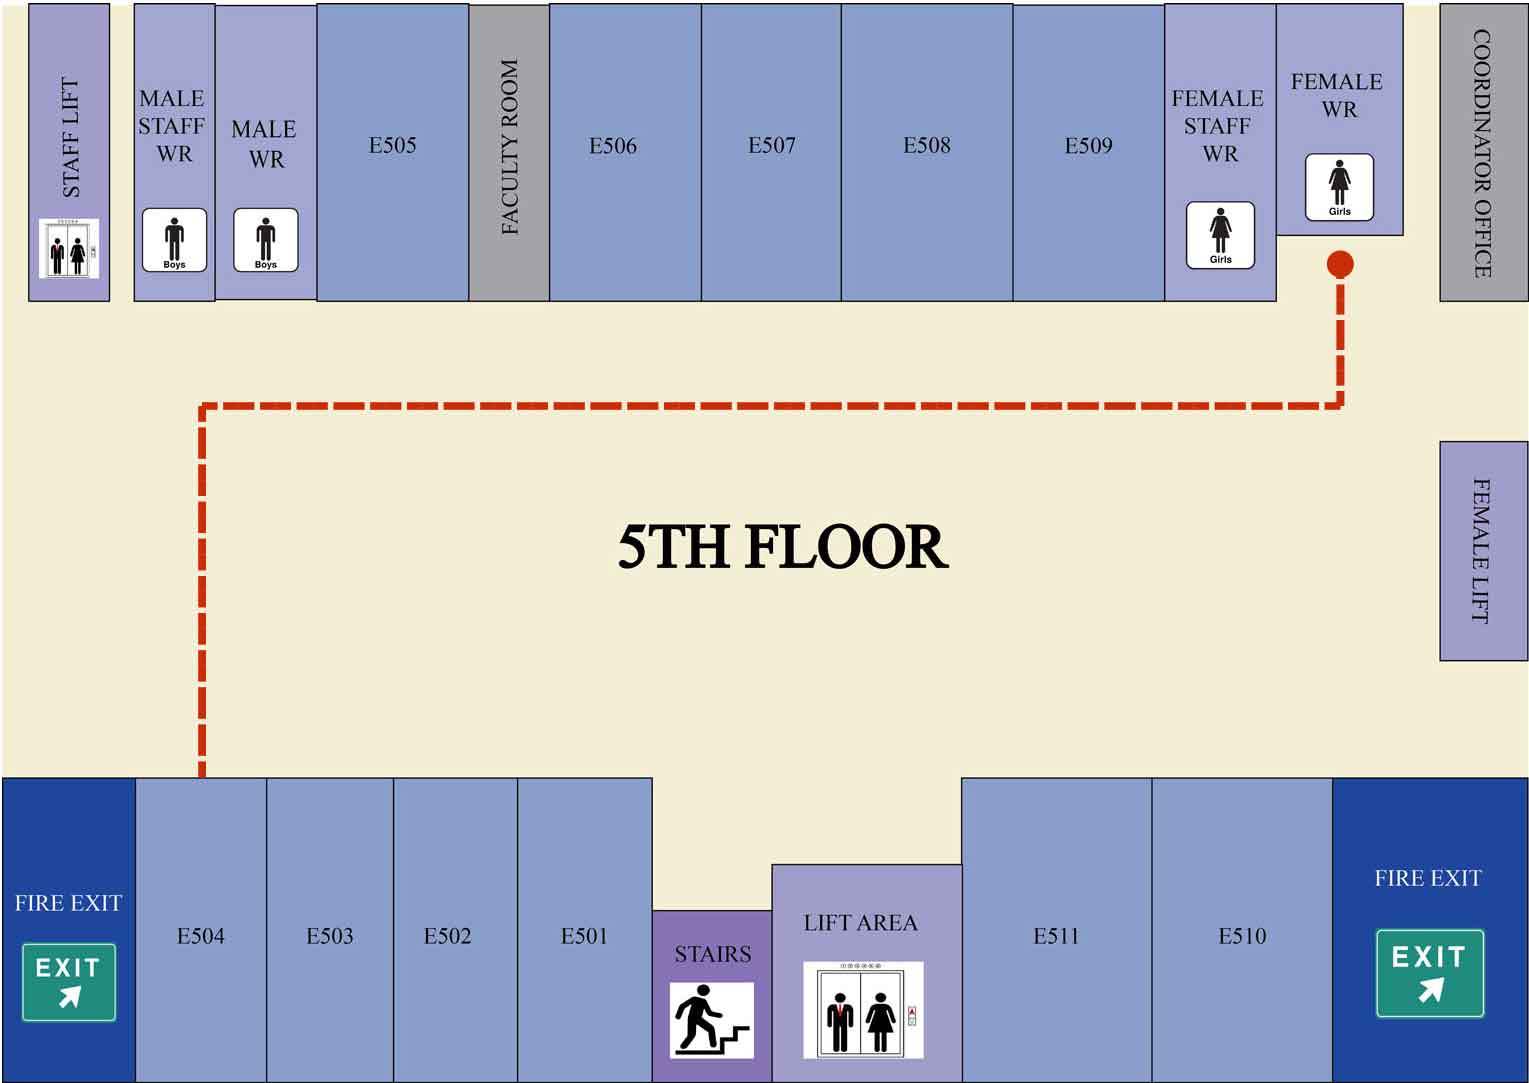 STAFF LIFT
MALE
STAFF
WR
Boys
MALE
WR
Boys
E505
FACULTY ROOM
E506
E507
E508
E509
FEMALE
STAFF
WR
Girls
FEMALE
WR
Girls
COORDINATOR OFFICE
5TH FLOOR
FEMALE LIFT
FIRE EXIT
EXIT
E504
E503
E502
E501
STAIRS
LIFT AREA
E511
E510
FIRE EXIT
EXIT